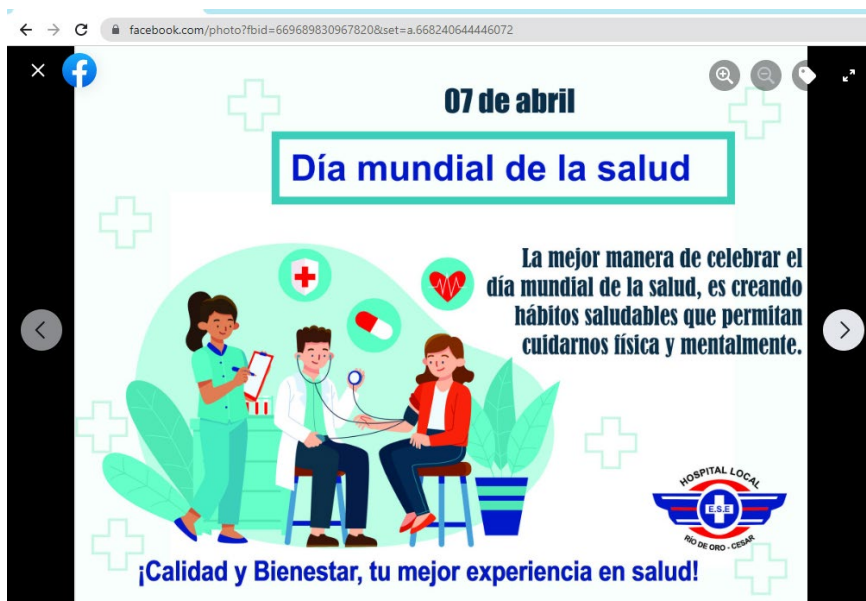 facebook.com/photo?fbid=669689830967820&set=a.668240644446072
07 de abril
Día mundial de la salud
La mejor manera de celebrar el
día mundial de la salud, es creando
hábitos saludables que permitan
cuidarnos física y mentalmente.
HOSPITAL LOCAL
E.S.E
RÍO DE ORO - CESAR
¡Calidad y Bienestar, tu mejor experiencia en salud!